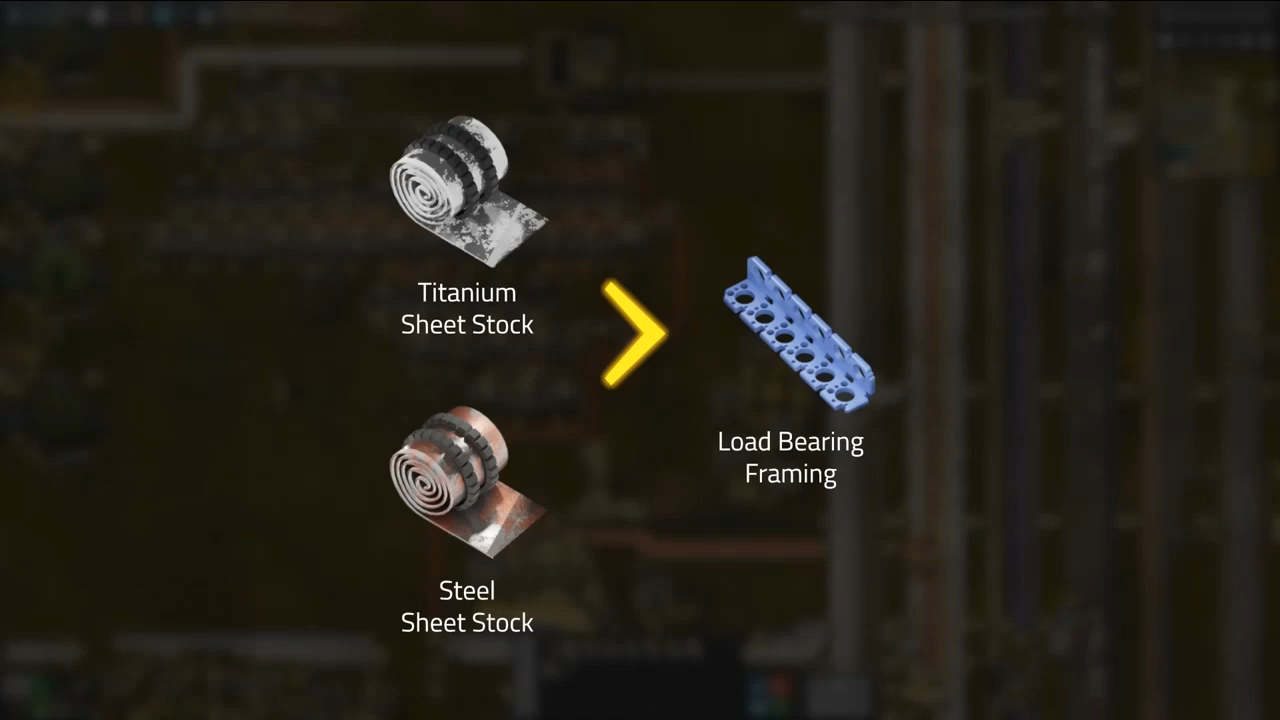 Titanium
Sheet Stock
Load Bearing
Framing
Steel
Sheet Stock